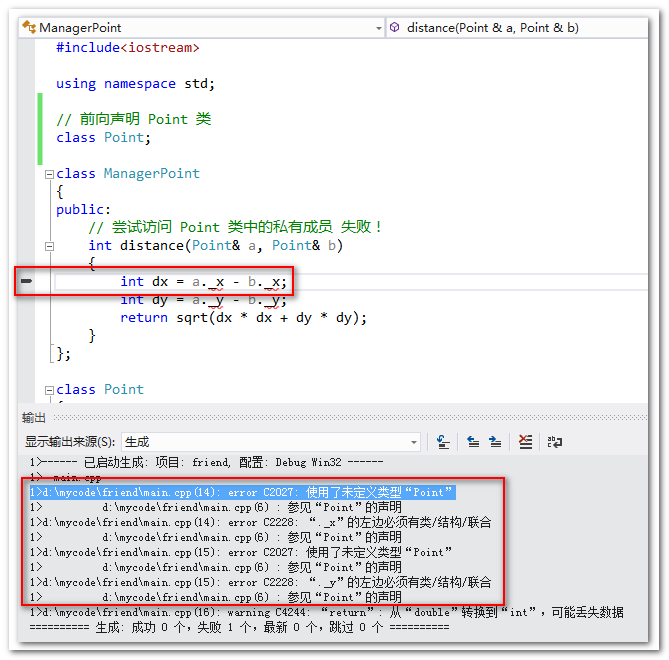 ManagerPoint distance(Point & a, Point & b)
#include<iostream>
using namespace std;
// 前向声明 Point 类
class Point;
class ManagerPoint
{
public:
// 尝试访问 Point 类中的私有成员 失败！
int distance(Point& a, Point& b)
{
int dx = a._x - b._x;
int dy = a._y - b._y;
return sqrt(dx * dx + dy * dy);
}
};
class Point
输出
显示输出来源(S): 生成
1>------ 已启动生成: 项目: friend, 配置: Debug Win32 ------
1> main.cpp
1>d:\mycode\friend\main.cpp(14): error C2027: 使用了未定义类型“Point”
1> d:\mycode\friend\main.cpp(6) : 参见“Point”的声明
1>d:\mycode\friend\main.cpp(14): error C2228: “._x”的左边必须有类/结构/联合
1>d:\mycode\friend\main.cpp(15): error C2027: 使用了未定义类型“Point”
1> d:\mycode\friend\main.cpp(6) : 参见“Point”的声明
1>d:\mycode\friend\main.cpp(15): error C2228: “._y”的左边必须有类/结构/联合
1> d:\mycode\friend\main.cpp(6) : 参见“Point”的声明
1>d:\mycode\friend\main.cpp(16): warning C4244: “return”: 从“double”转换到“int”，可能丢失数据
========== 生成: 成功 0 个，失败 1 个，最新 0 个，跳过 0 个 ==========